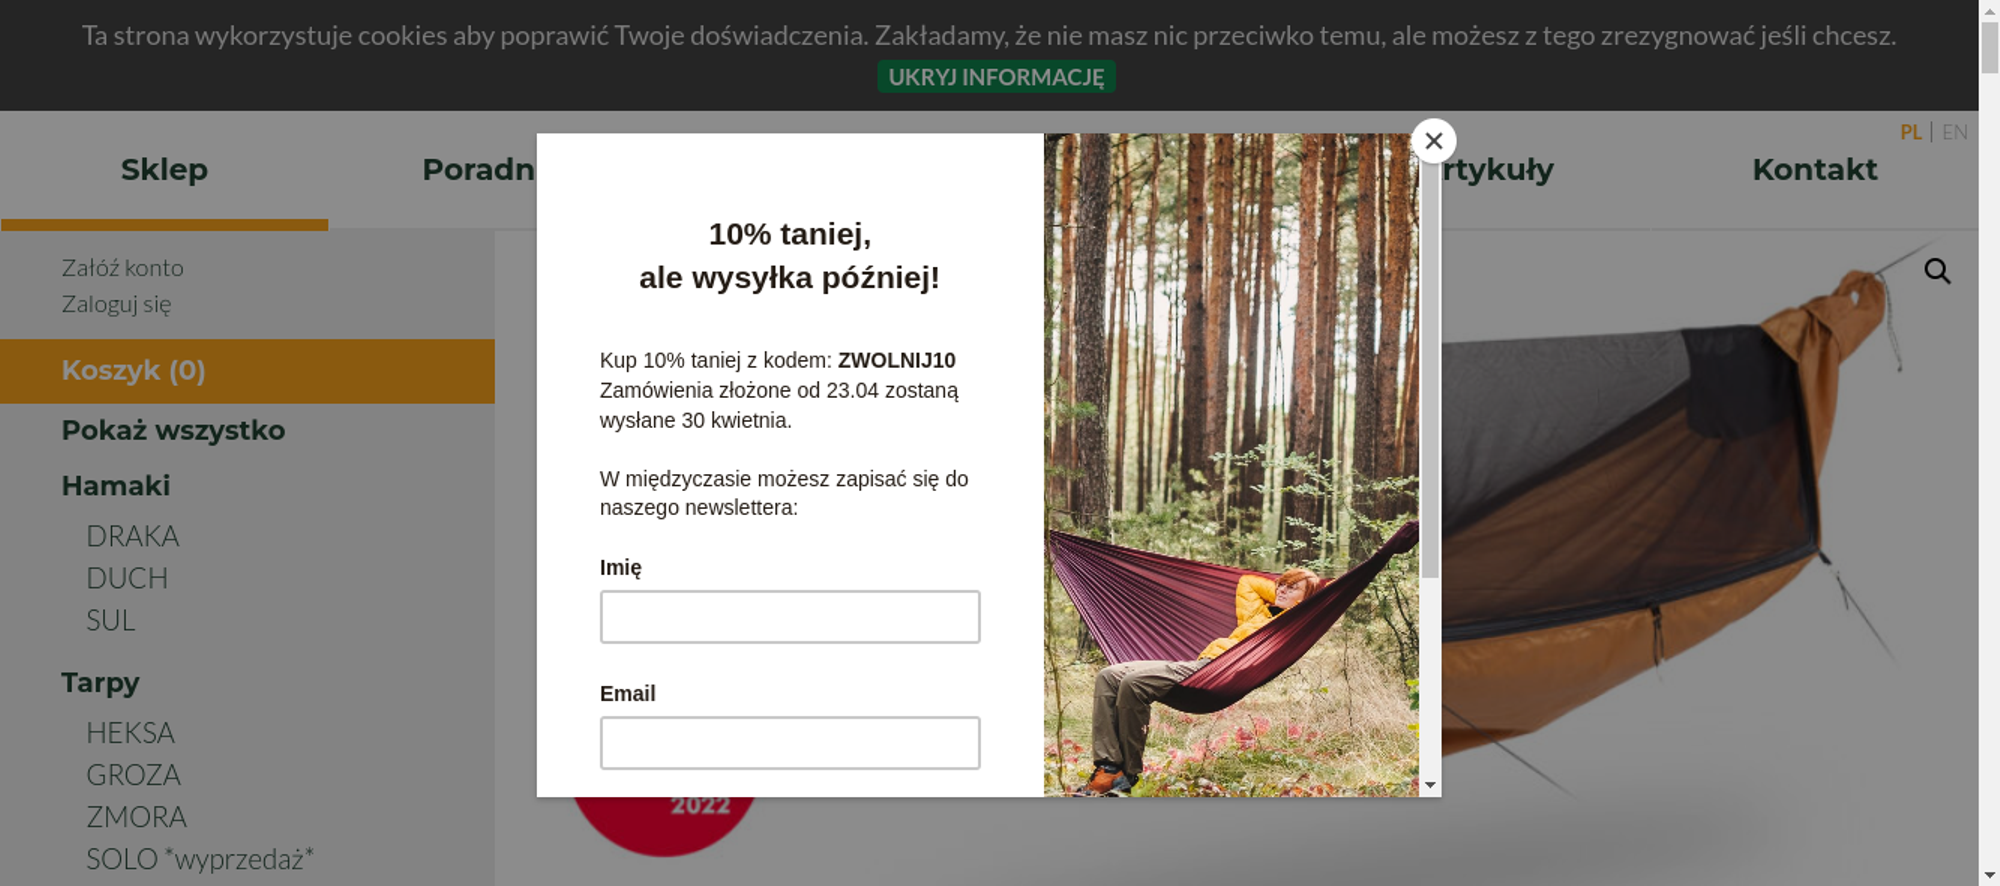 Ta strona wykorzystuje cookies aby poprawić Twoje doświadczenia. Zakładamy, że nie masz nic przeciwko temu, ale możesz z tego zrezygnować jeśli chcesz.
UKRYJ INFORMACJĘ
PL | EN
Sklep
Poradn
rtykuły
Kontakt
Załóż konto
Zaloguj się
Koszyk (0)
Pokaż wszystko
Hamaki
DRAKA
DUCH
SUL
Tarpy
HEKSA
GROZA
ZMORA
SOLO *wyprzedaż*
10% taniej,
ale wysyłka później!
Kup 10% taniej z kodem: ZWOLNIJ10
Zamówienia złożone od 23.04 zostaną
wysłane 30 kwietnia.
W międzyczasie możesz zapisać się do
naszego newslettera:
Imię
Email
2022